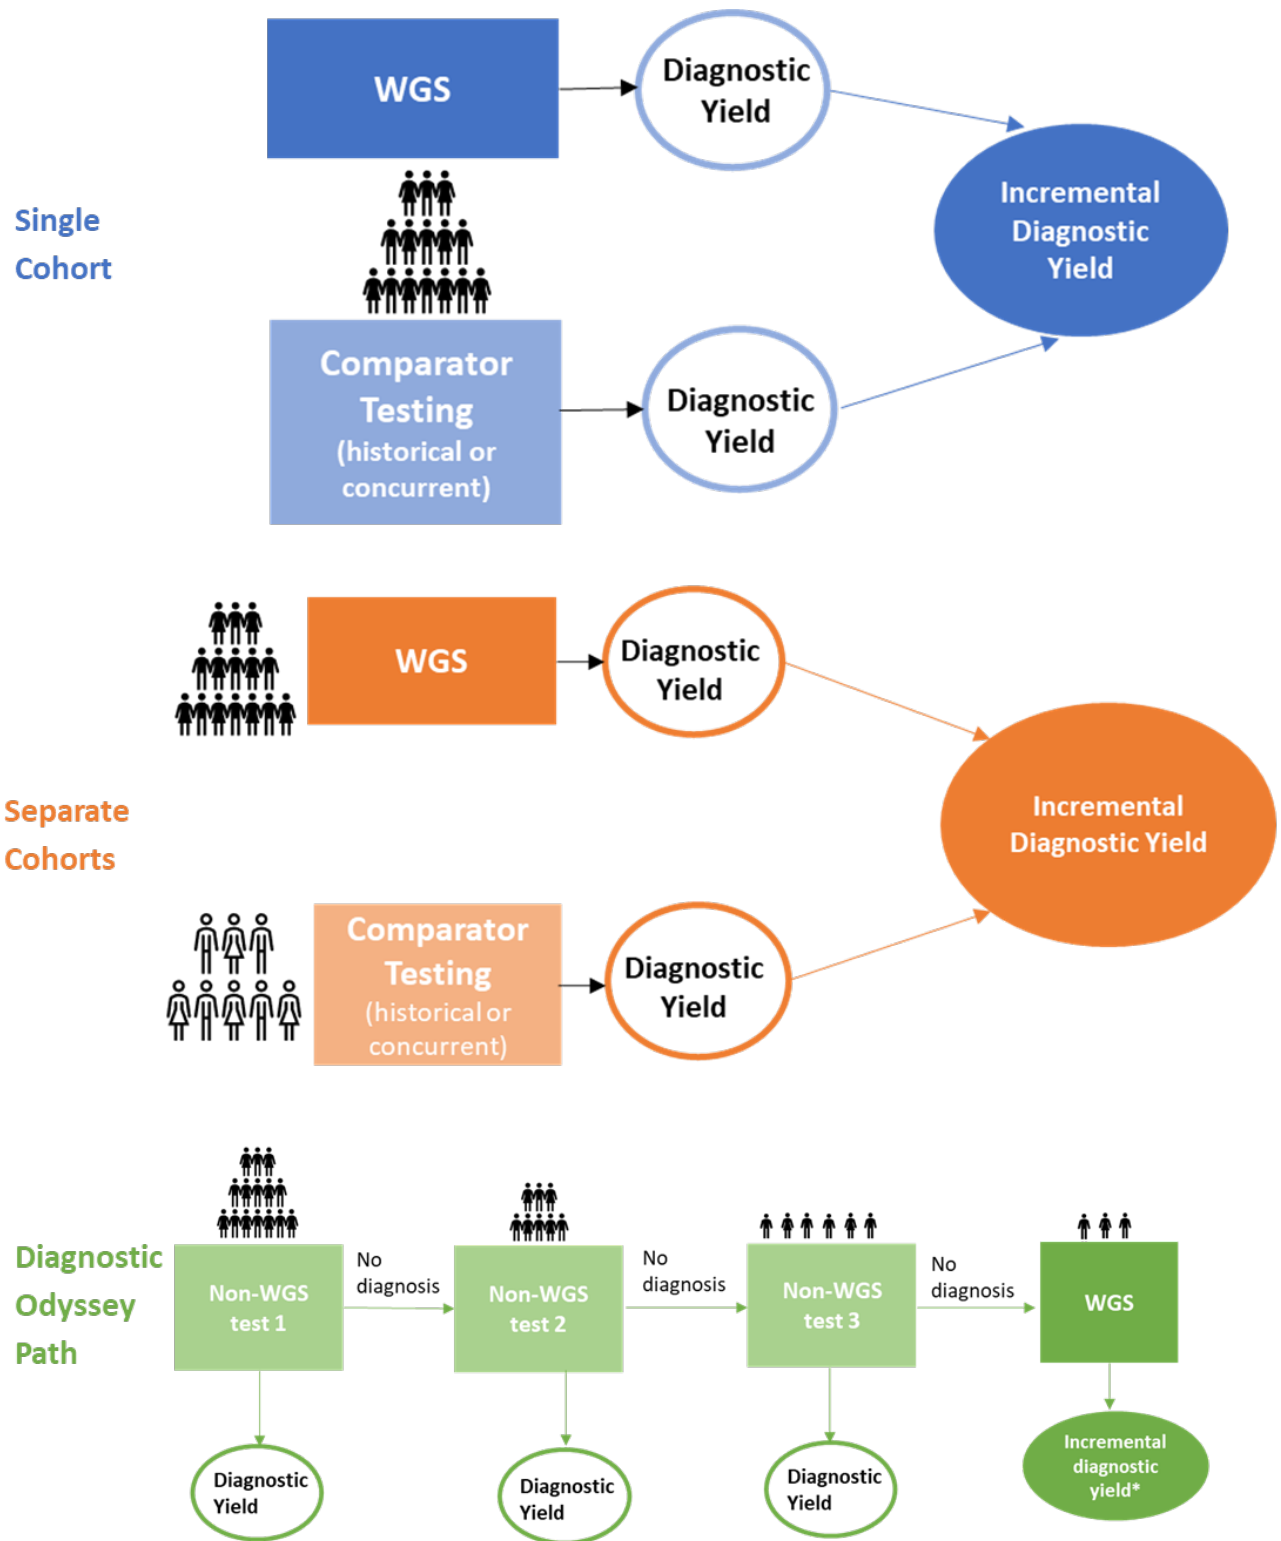 WGS
Diagnostic
Yield
Single
Cohort
Incremental
Diagnostic
Yield
Comparator
Testing
(historical or
concurrent)
Diagnostic
Yield
WGS
Diagnostic
Yield
Separate
Cohorts
Incremental
Diagnostic Yield
Comparator
Testing
(historical or
concurrent)
Diagnostic
Yield
Diagnostic
Odyssey
Path
Non-WGS
test 1
No
diagnosis
Non-WGS
test 2
No
diagnosis
Non-WGS
test 3
No
diagnosis
WGS
Diagnostic
Yield
Diagnostic
Yield
Diagnostic
Yield
Incremental
diagnostic
yield*